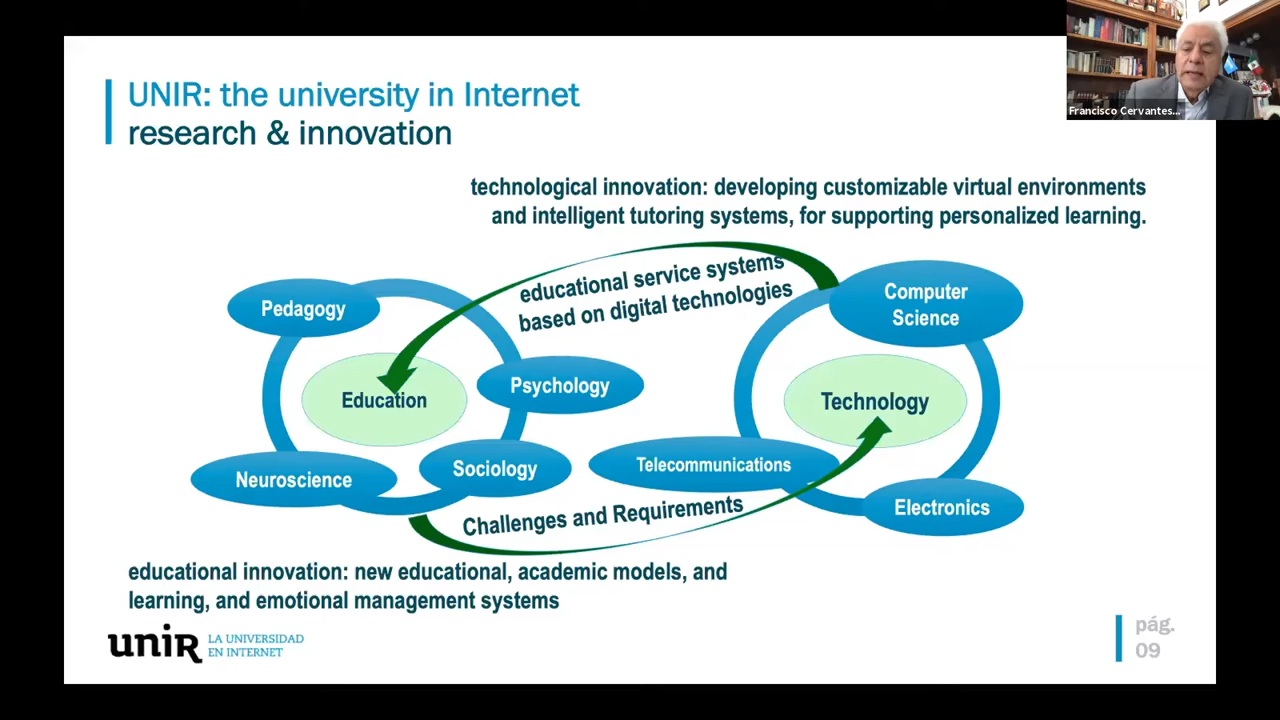 UNIR: the university in Internet
research & innovation
Francisco Cervantes...
technological innovation: developing customizable virtual environments
and intelligent tutoring systems, for supporting personalized learning.
educational service systems
based on digital technologies
Pedagogy
Computer
Science
Psychology
Education
Technology
Sociology
Telecommunications
Neuroscience
Electronics
Challenges and Requirements
educational innovation: new educational, academic models, and
learning, and emotional management systems
unir
LA UNIVERSIDAD
EN INTERNET
pág.
09